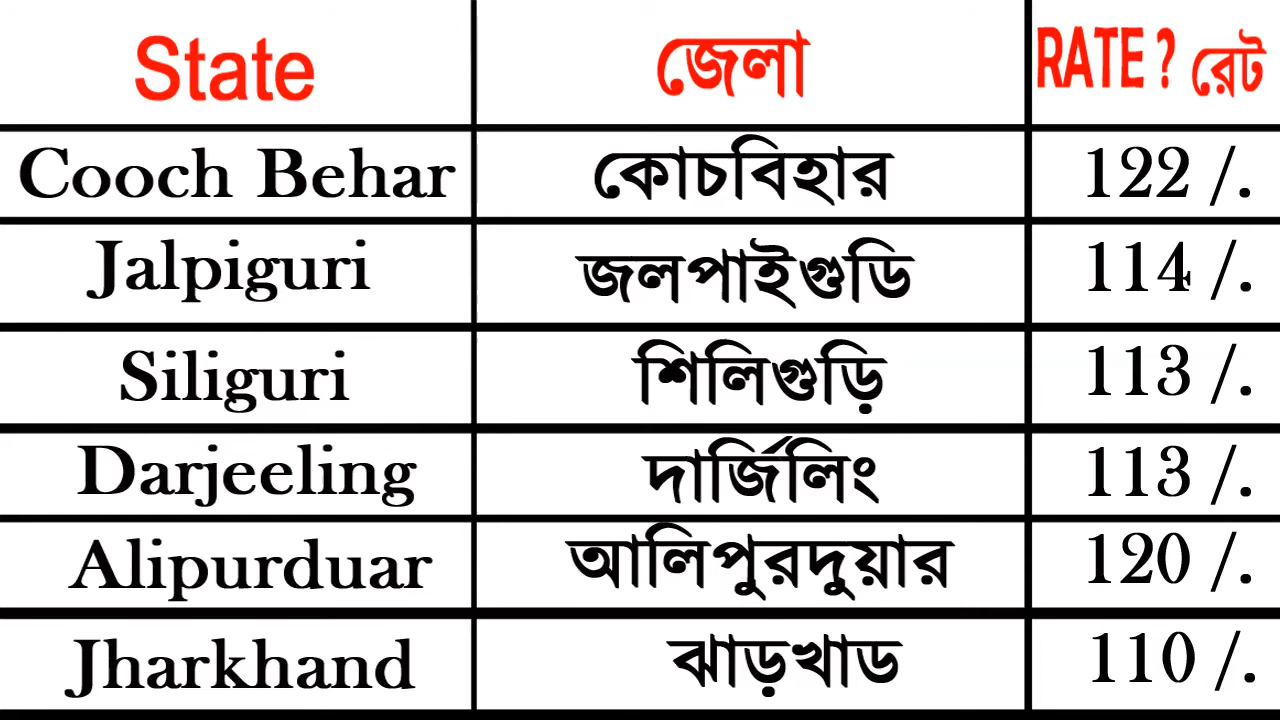 State জেলা RATE ? রেট
Cooch Behar কোচবিহার 122 /.
Jalpiguri জলপাইগুডি 114 /.
Siliguri শিলিগুড়ি 113 /.
Darjeeling দার্জিলিং 113 /.
Alipurduar আলিপুরদুয়ার 120 /.
Jharkhand ঝাড়খাড 110 /.